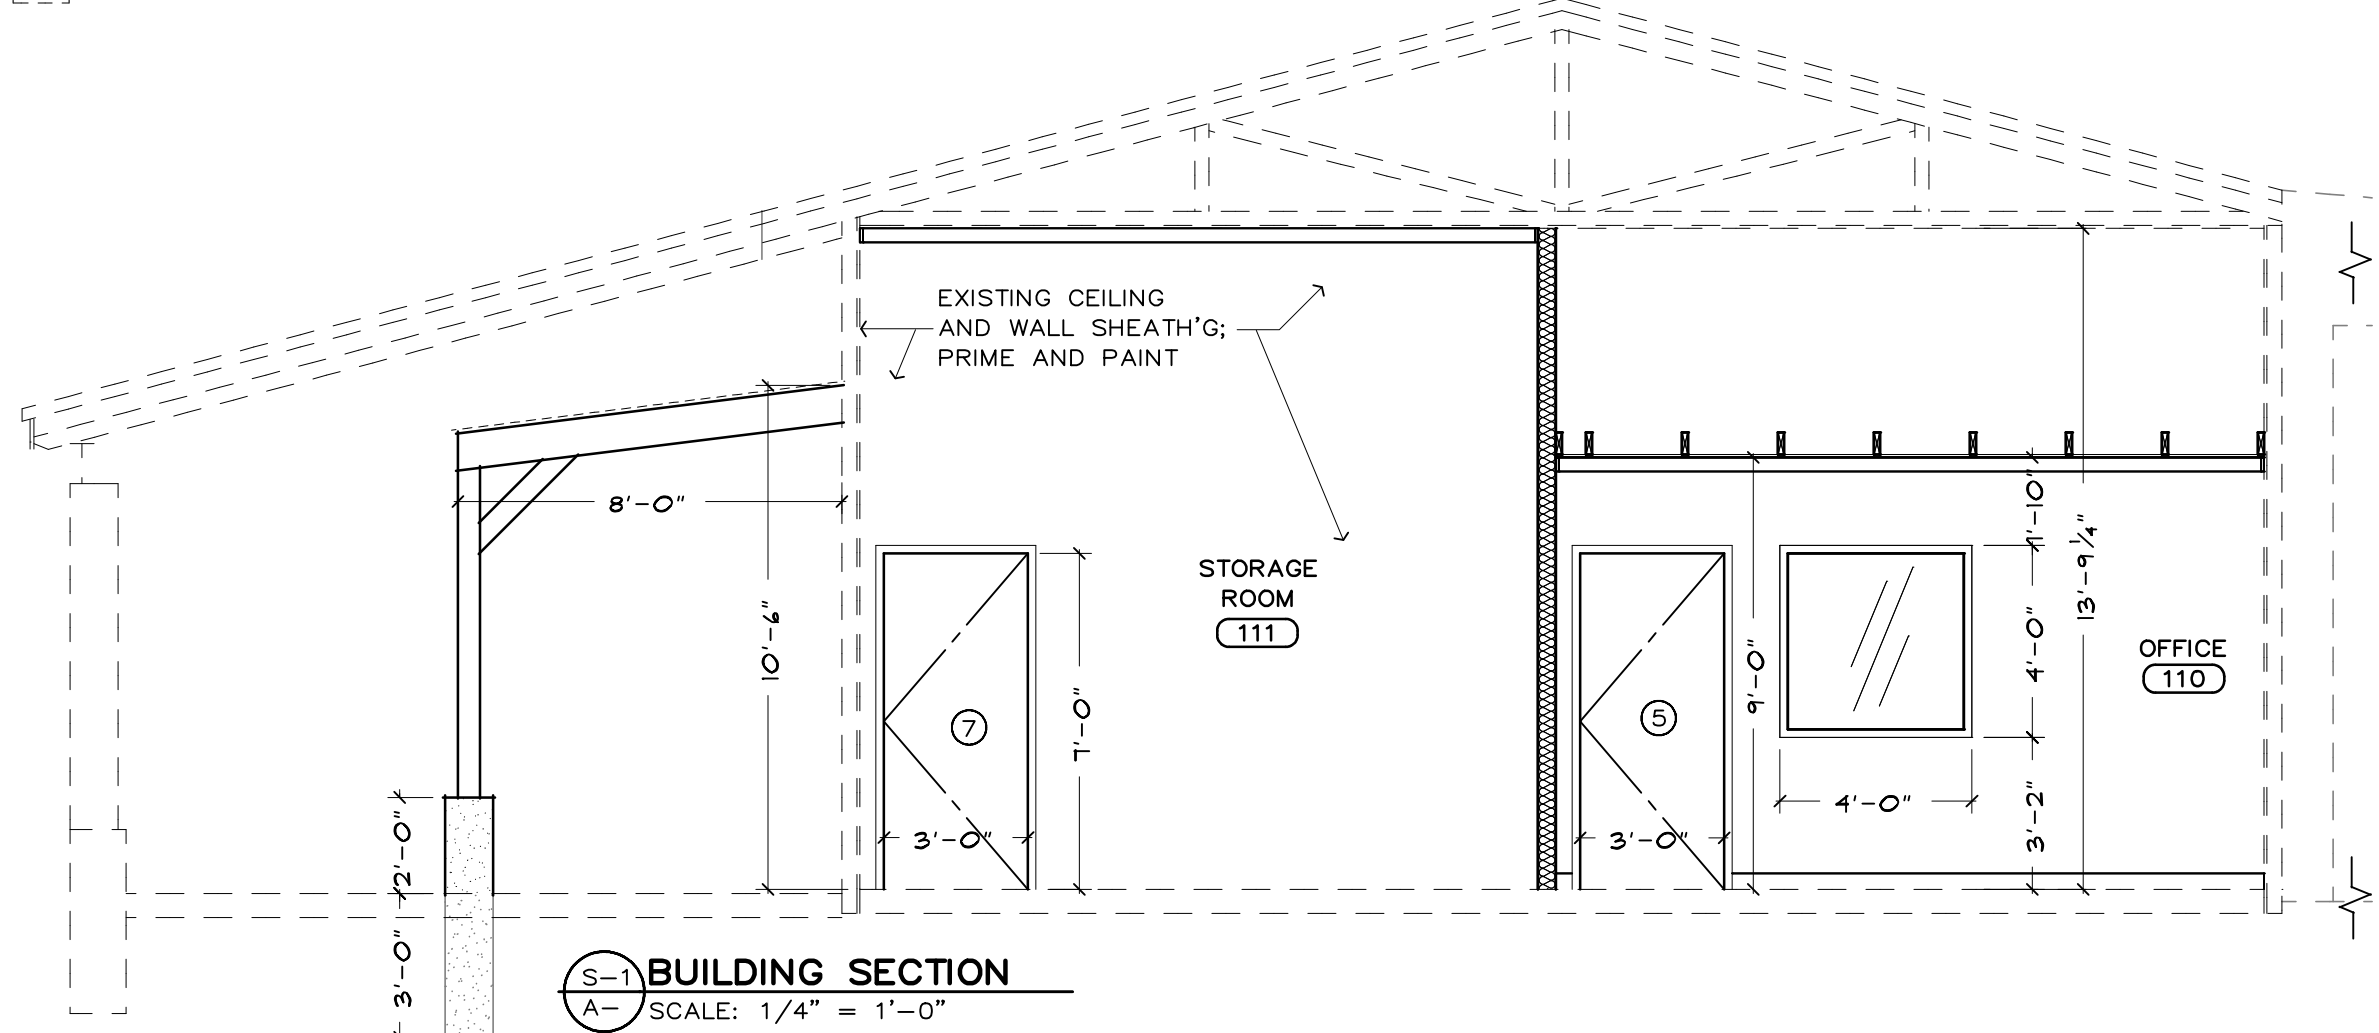 EXISTING CEILING
AND WALL SHEATH'G;
PRIME AND PAINT
8'-0"
10'-6"
STORAGE
ROOM
111
7
7'-0"
3'-0"
5
3'-0"
9'-0"
4'-0"
1'-10"
4'-0"
3'-2"
13'-9 1/4"
OFFICE
110
2'-0"
3'-0"
S-1
A-
BUILDING SECTION
SCALE: 1/4" = 1'-0"